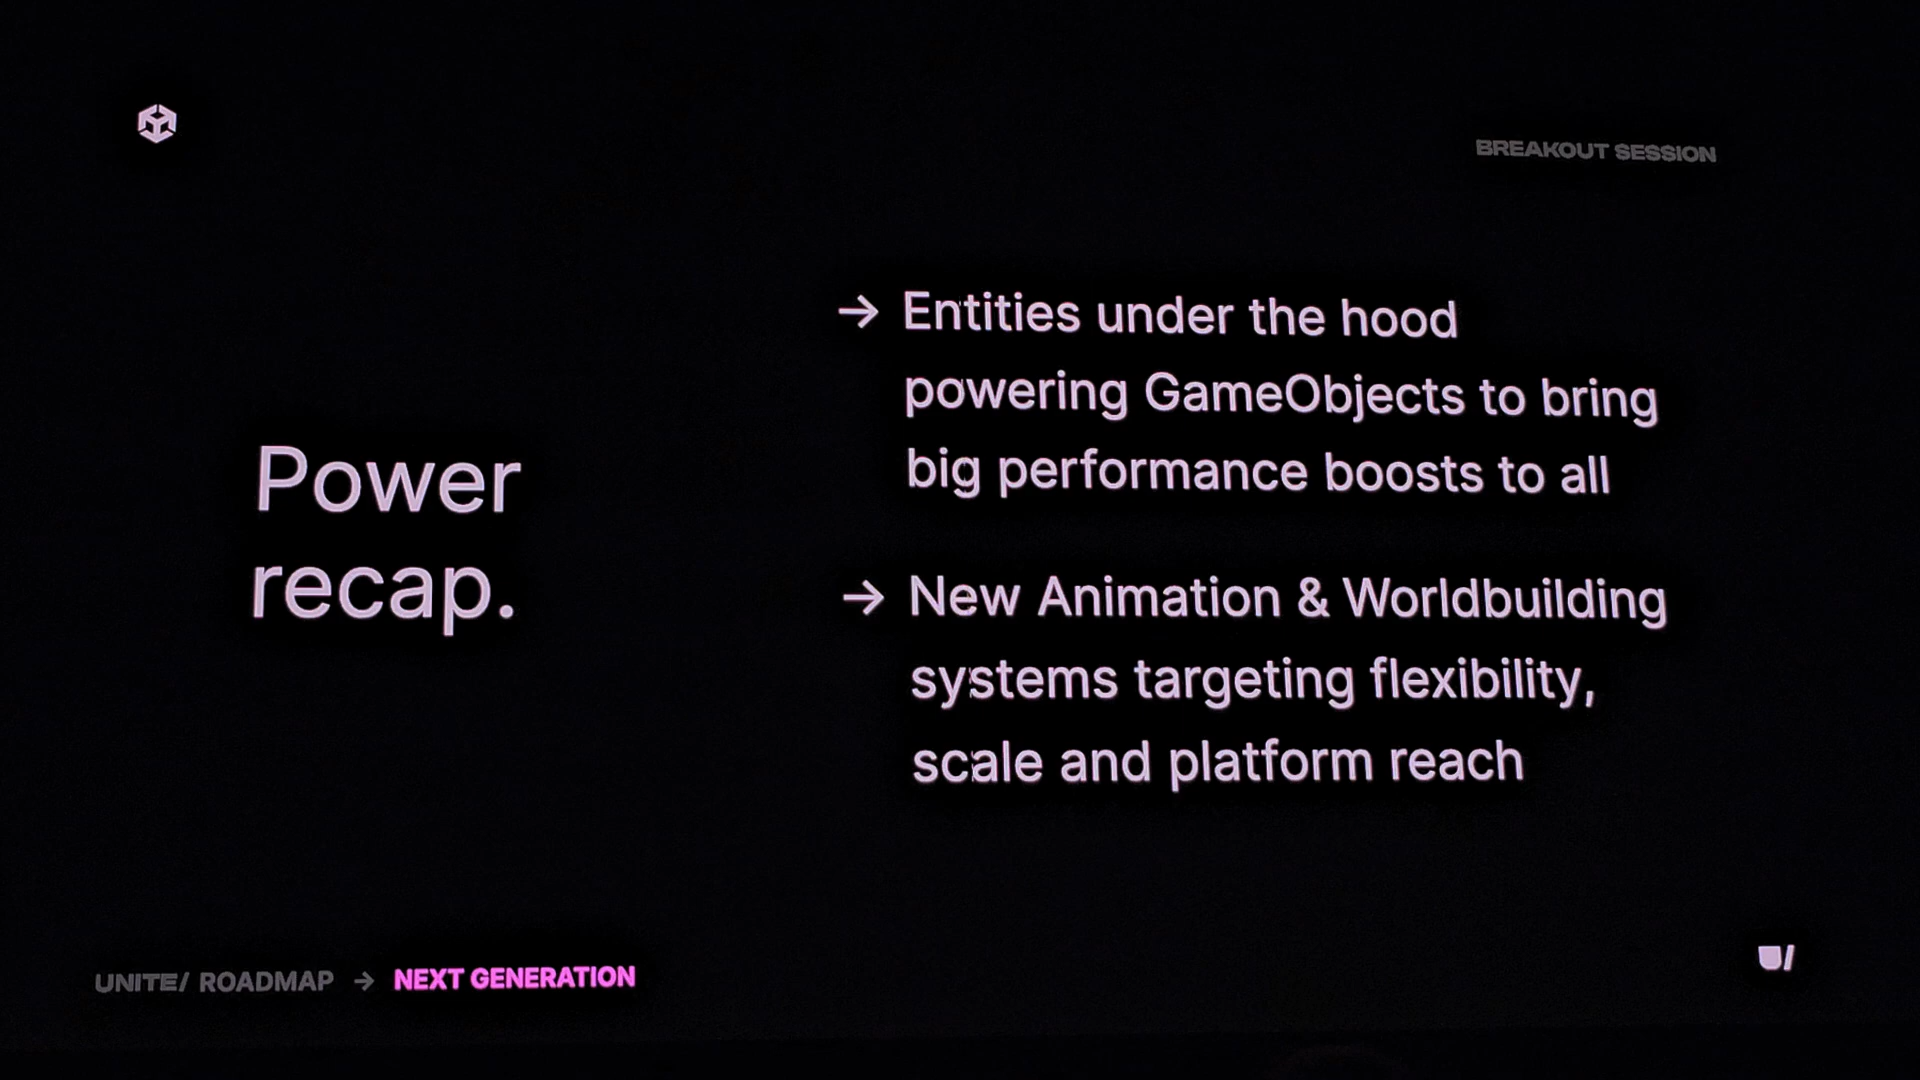 BREAKOUT SESSION
Power
recap.
→ Entities under the hood
powering GameObjects to bring
big performance boosts to all
→ New Animation & Worldbuilding
systems targeting flexibility,
scale and platform reach
UNITE/ ROADMAP → NEXT GENERATION
U/